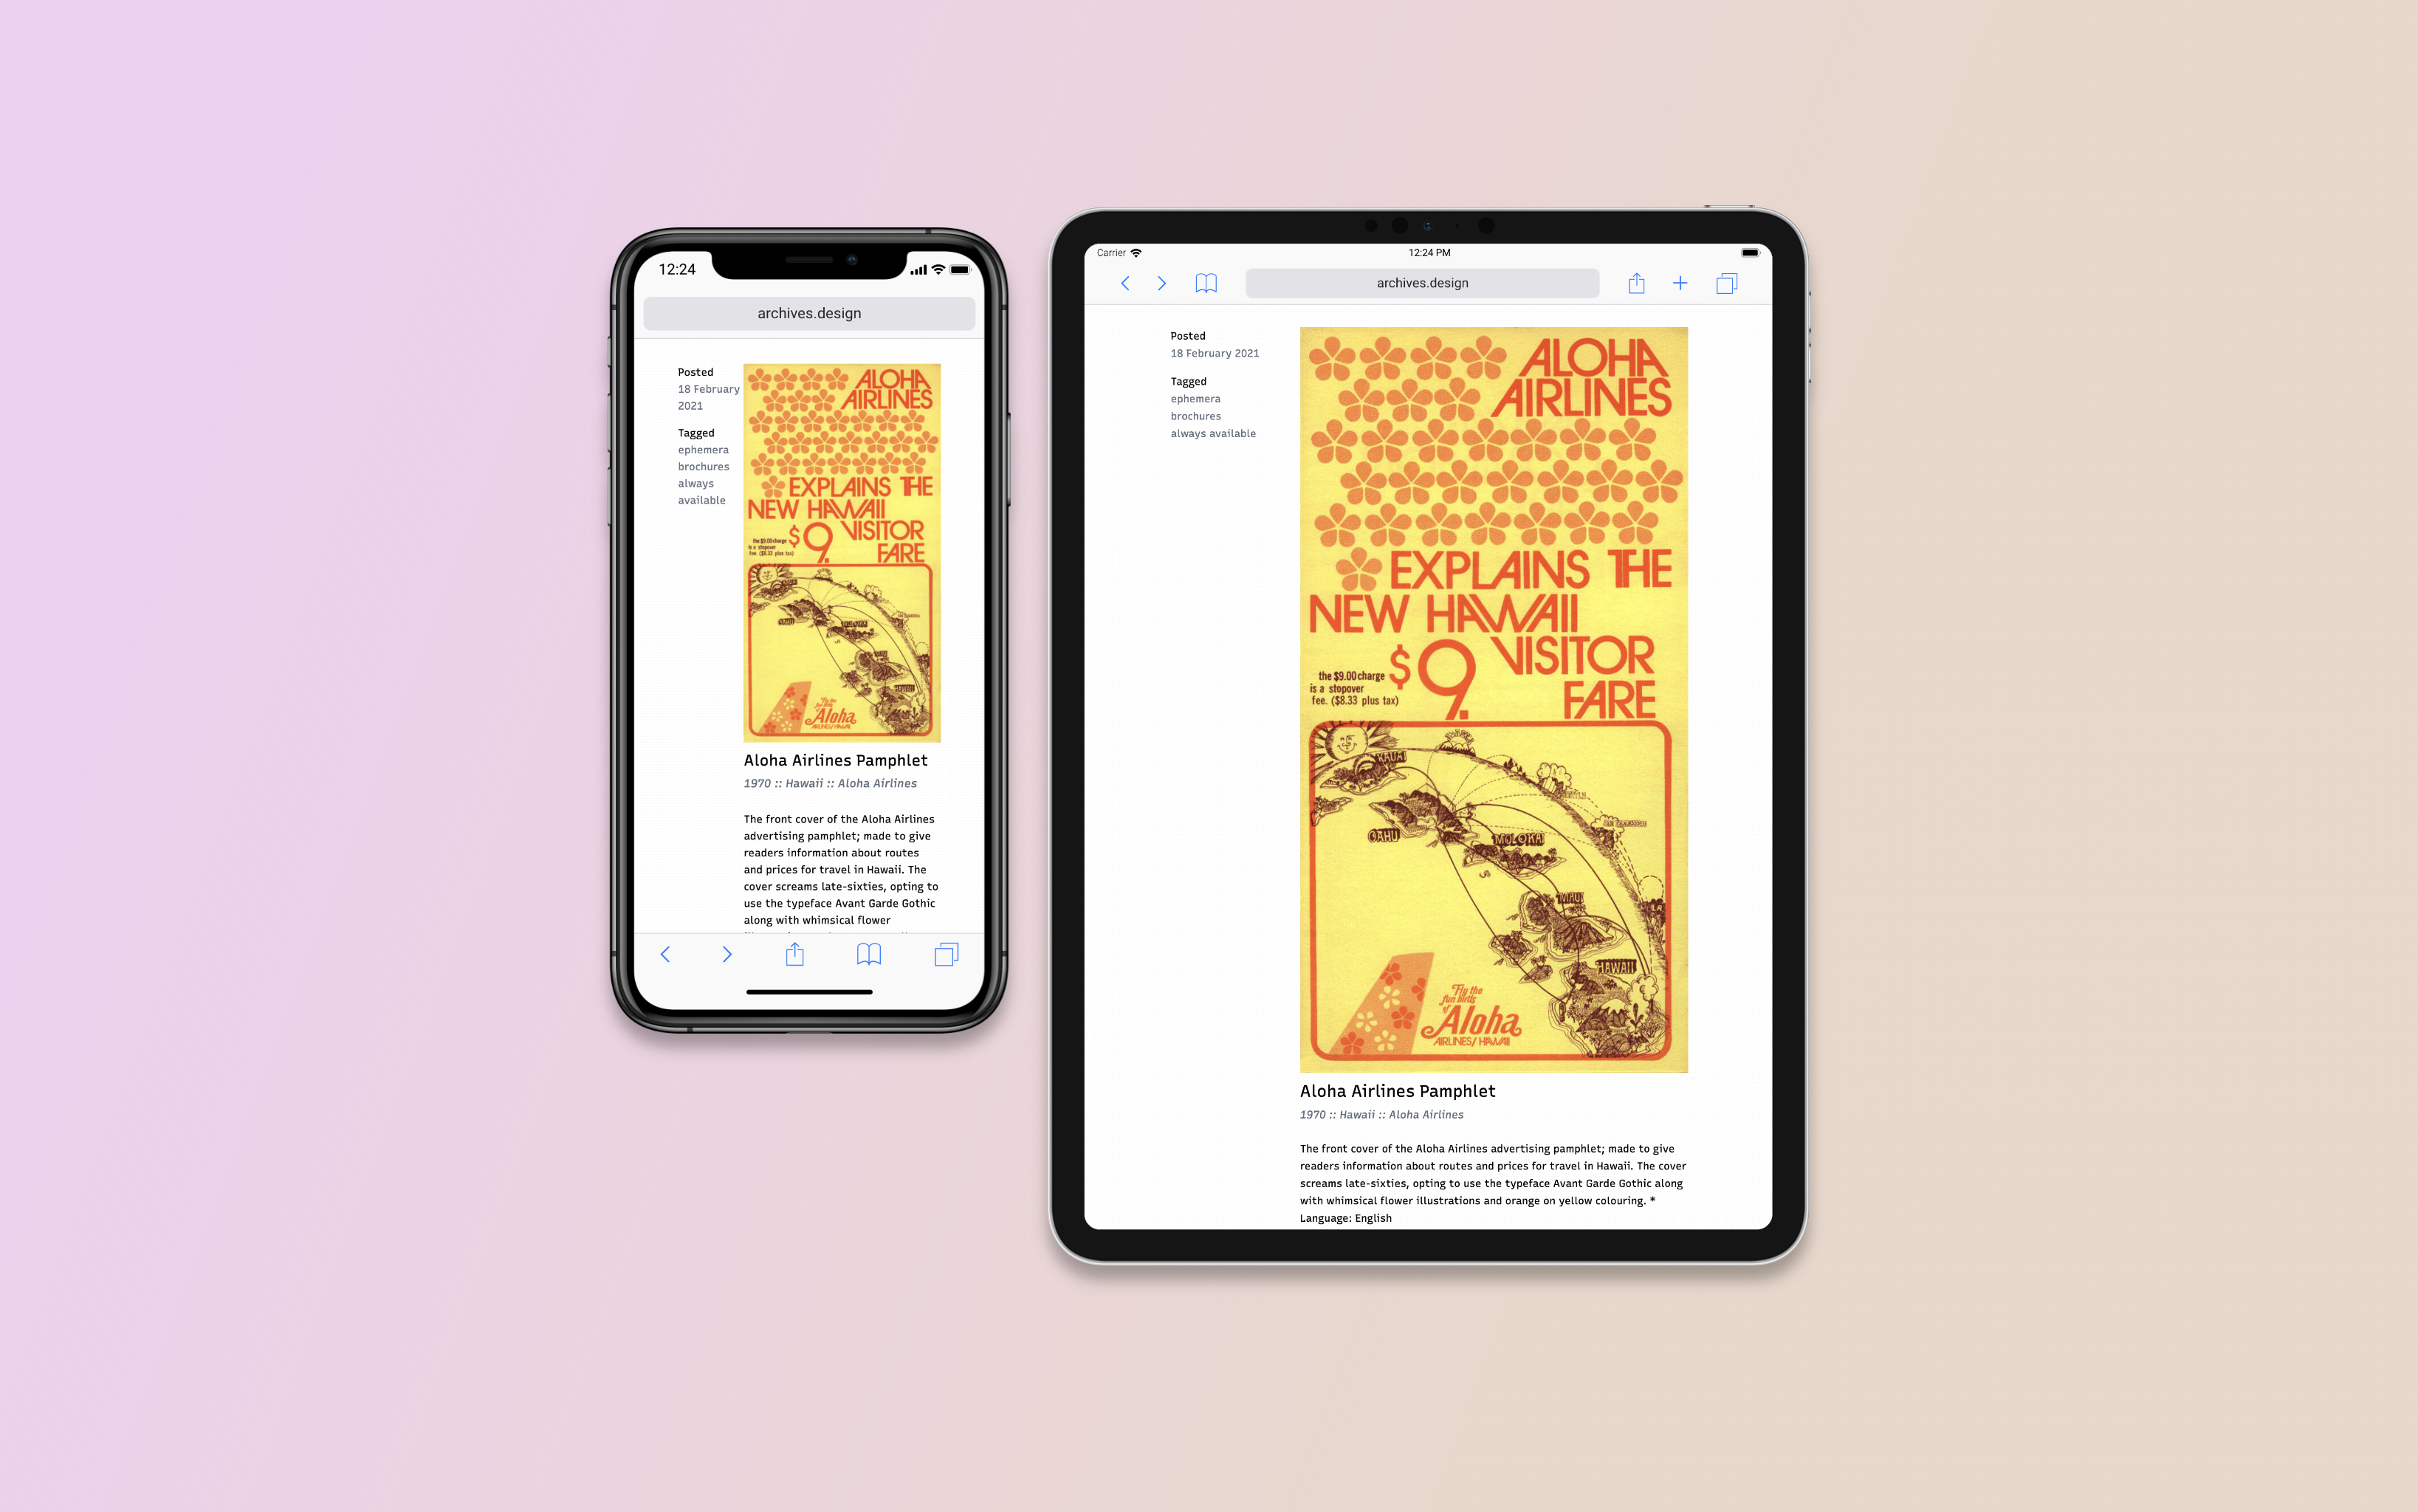 12:24
archives.design
Posted
18 February
2021
Tagged
ephemera
brochures
always
available
ALOHA
AIRLINES
EXPLAINS THE
NEW HAWAII
$9. VISITOR
the $9.00 charge
is a stopover
fee. ($8.33 plus tax)
FARE
KAUAI
OAHU
MOLOKAI
MAUI
HAWAII
Fly the
fun birds
of
Aloha
AIRLINES/HAWAII
Aloha Airlines Pamphlet
1970 :: Hawaii :: Aloha Airlines
The front cover of the Aloha Airlines
advertising pamphlet; made to give
readers information about routes
and prices for travel in Hawaii. The
cover screams late-sixties, opting to
use the typeface Avant Garde Gothic
along with whimsical flower
Carrier
12:24 PM
archives.design
Posted
18 February 2021
Tagged
ephemera
brochures
always available
ALOHA
AIRLINES
EXPLAINS THE
NEW HAWAII
$9. VISITOR
the $9.00 charge
is a stopover
fee. ($8.33 plus tax)
FARE
KAUAI
OAHU
MOLOKAI
MAUI
HAWAII
Fly the
fun birds
of
Aloha
AIRLINES/HAWAII
Aloha Airlines Pamphlet
1970 :: Hawaii :: Aloha Airlines
The front cover of the Aloha Airlines advertising pamphlet; made to give
readers information about routes and prices for travel in Hawaii. The cover
screams late-sixties, opting to use the typeface Avant Garde Gothic along
with whimsical flower illustrations and orange on yellow colouring. *
Language: English